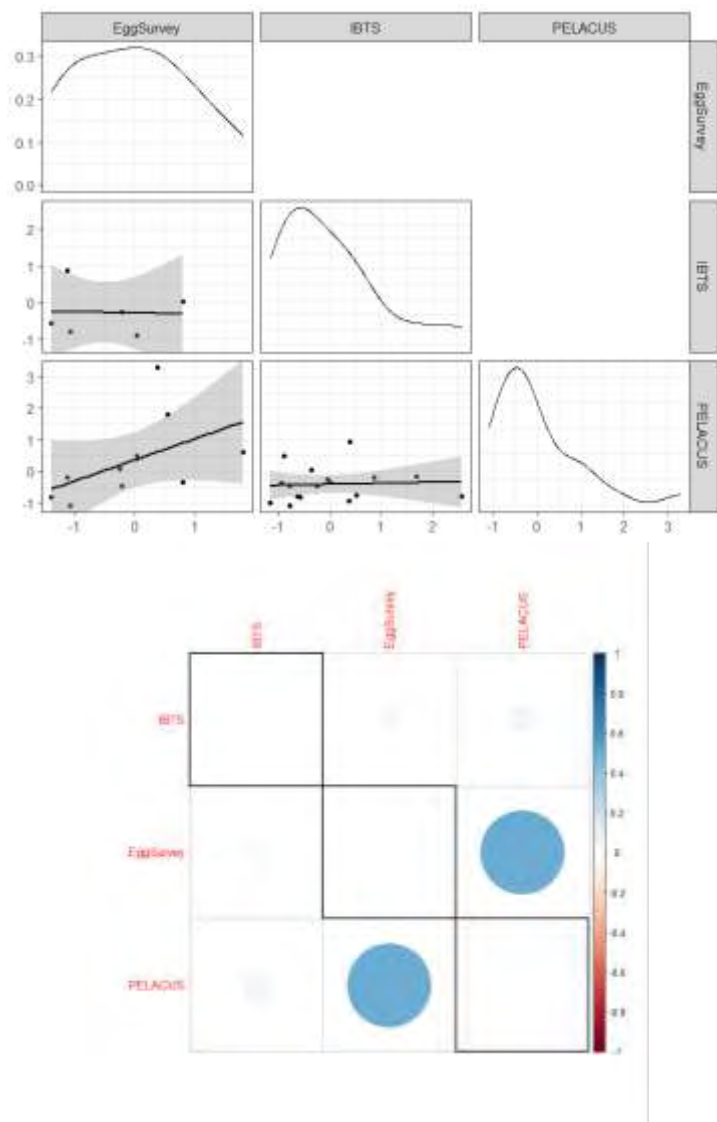 EggSurvey IBTS PELACUS
0.3
0.2
0.1
0.0
EggSurvey
2
1
0
-1
IBTS
3
2
1
0
-1
PELACUS
-1 0 1 -1 0 1 2 -1 0 1 2 3
IBTS
EggSurvey
PELACUS
IBTS
EggSurvey
PELACUS
1
0.8
0.6
0.4
0.2
0
-0.2
-0.4
-0.6
-0.8
-1